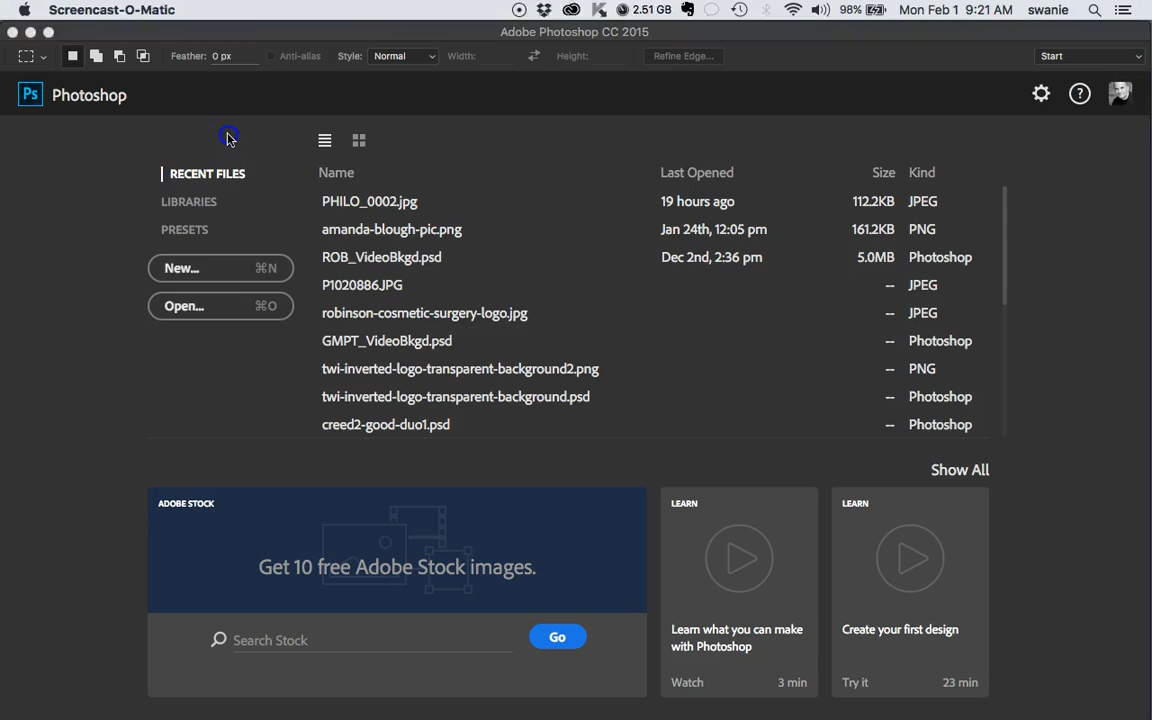 Screencast-O-Matic 2.51 GB 98% Mon Feb 1 9:21 AM swanie
Adobe Photoshop CC 2015
Feather: 0 px Anti-alias Style: Normal Width: Height: Refine Edge... Start
Ps Photoshop ?
RECENT FILES Name Last Opened Size Kind
LIBRARIES PHILO_0002.jpg 19 hours ago 112.2KB JPEG
PRESETS amanda-blough-pic.png Jan 24th, 12:05 pm 161.2KB PNG
ROB_VideoBkgd.psd Dec 2nd, 2:36 pm 5.0MB Photoshop
New... ⌘N
P1020886.JPG -- JPEG
Open... ⌘O
robinson-cosmetic-surgery-logo.jpg -- JPEG
GMPT_VideoBkgd.psd -- Photoshop
twi-inverted-logo-transparent-background2.png -- PNG
twi-inverted-logo-transparent-background.psd -- Photoshop
creed2-good-duo1.psd -- Photoshop
Show All
ADOBE STOCK LEARN LEARN
Get 10 free Adobe Stock images.
Search Stock Go
Learn what you can make Create your first design
with Photoshop
Watch 3 min Try it 23 min